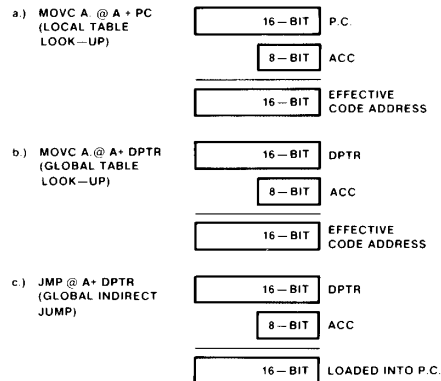 a.) MOVC A. @ A + PC
(LOCAL TABLE
LOOK—UP)
16 – BIT P.C.
8 – BIT ACC
16 – BIT EFFECTIVE
CODE ADDRESS
b.) MOVC A.@ A+ DPTR
(GLOBAL TABLE
LOOK—UP)
16 – BIT DPTR
8 – BIT ACC
16 – BIT EFFECTIVE
CODE ADDRESS
c.) JMP @ A+ DPTR
(GLOBAL INDIRECT
JUMP)
16 – BIT DPTR
8 – BIT ACC
16 – BIT LOADED INTO P.C.